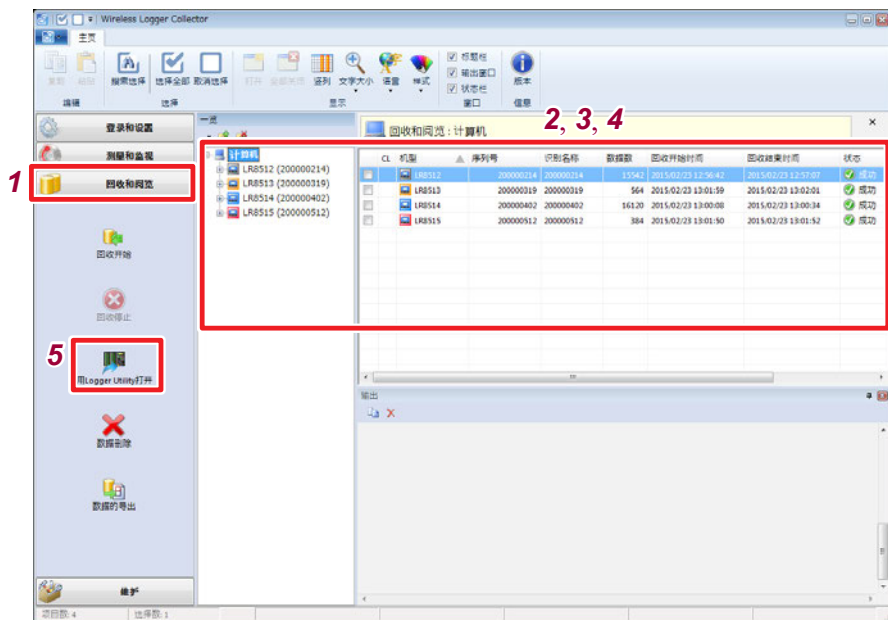 Wireless Logger Collector
主页
复制 粘贴 搜索选择 选择全部 取消选择 打开 全部关闭 竖列 文字大小 语言 样式 标题栏 输出窗口 状态栏 版本
编辑 选择 显示 窗口 信息
登录和设置
测量和监视
1 回收和阅览
回收开始
回收停止
5
用Logger Utility打开
数据删除
数据的导出
维护
一览
计算机
LR8512 (200000214)
LR8513 (200000319)
LR8514 (200000402)
LR8515 (200000512)
回收和阅览 : 计算机
2, 3, 4
CL 机型 序列号 识别名称 数据数 回收开始时间 回收结束时间 状态
LR8512 200000214 200000214 15542 2015/02/23 12:56:42 2015/02/23 12:57:07 成功
LR8513 200000319 200000319 564 2015/02/23 13:01:59 2015/02/23 13:02:01 成功
LR8514 200000402 200000402 16120 2015/02/23 13:00:08 2015/02/23 13:00:34 成功
LR8515 200000512 200000512 384 2015/02/23 13:01:50 2015/02/23 13:01:52 成功
输出
项目数: 4 选择数: 1